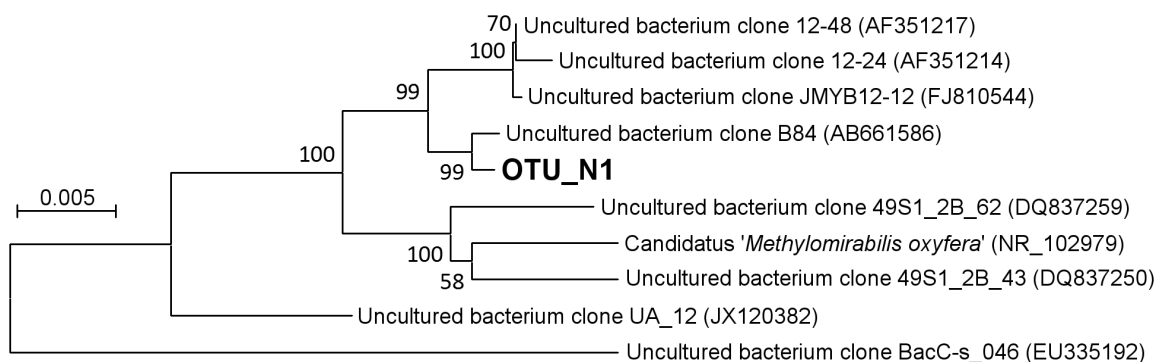 70
Uncultured bacterium clone 12-48 (AF351217)
100
Uncultured bacterium clone 12-24 (AF351214)
99
Uncultured bacterium clone JMYB12-12 (FJ810544)
Uncultured bacterium clone B84 (AB661586)
100
99
OTU_N1
0.005
Uncultured bacterium clone 49S1_2B_62 (DQ837259)
Candidatus 'Methylomirabilis oxyfera' (NR_102979)
100
58
Uncultured bacterium clone 49S1_2B_43 (DQ837250)
Uncultured bacterium clone UA_12 (JX120382)
Uncultured bacterium clone BacC-s_046 (EU335192)